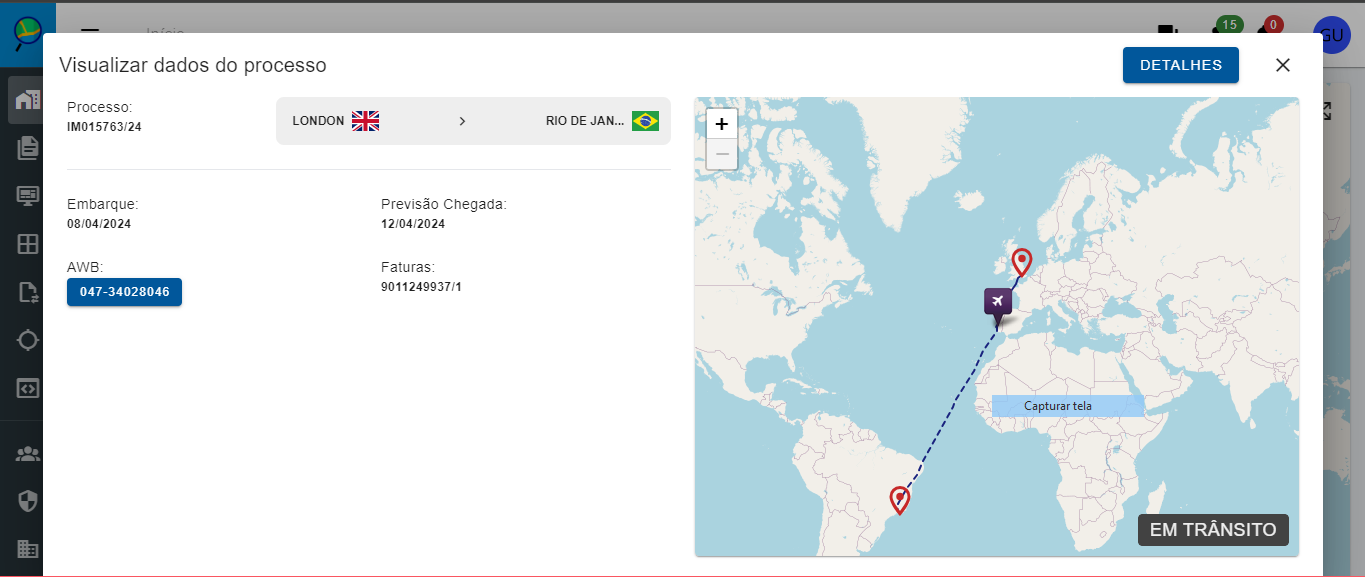 Início
15
0
GU
Visualizar dados do processo
DETALHES
Processo:
IM015763/24
LONDON
RIO DE JAN...
Embarque:
08/04/2024
Previsão Chegada:
12/04/2024
AWB:
047-34028046
Faturas:
9011249937/1
+
−
Capturar tela
EM TRÂNSITO